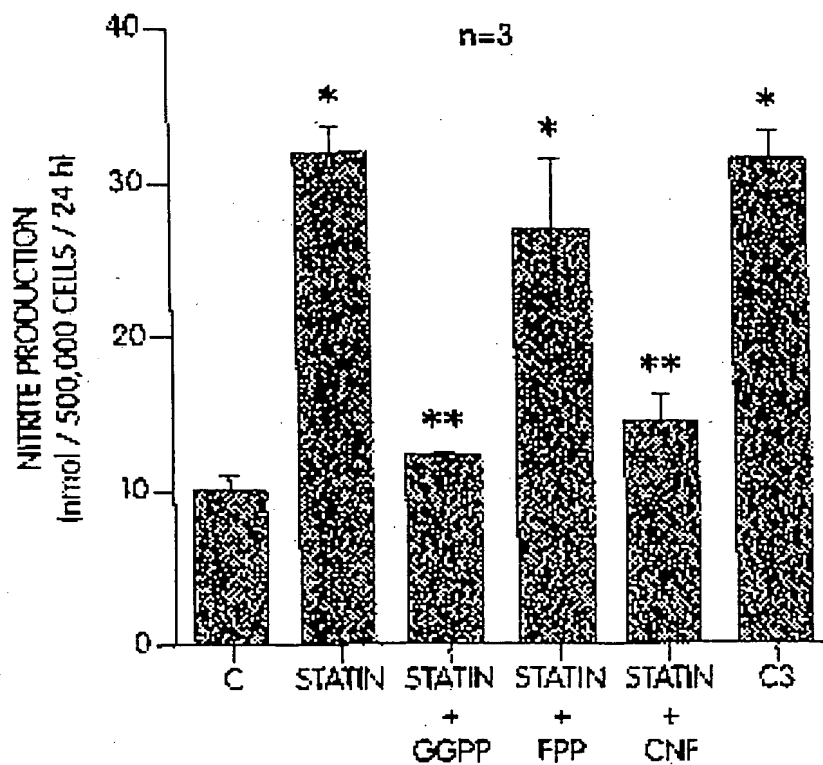 n=3
NITRITE PRODUCTION
(nmol / 500,000 CELLS / 24 h)
40
30
20
10
0
*
**
*
**
*
C
STATIN
STATIN
+
GGPP
STATIN
+
FPP
STATIN
+
CNF
C3